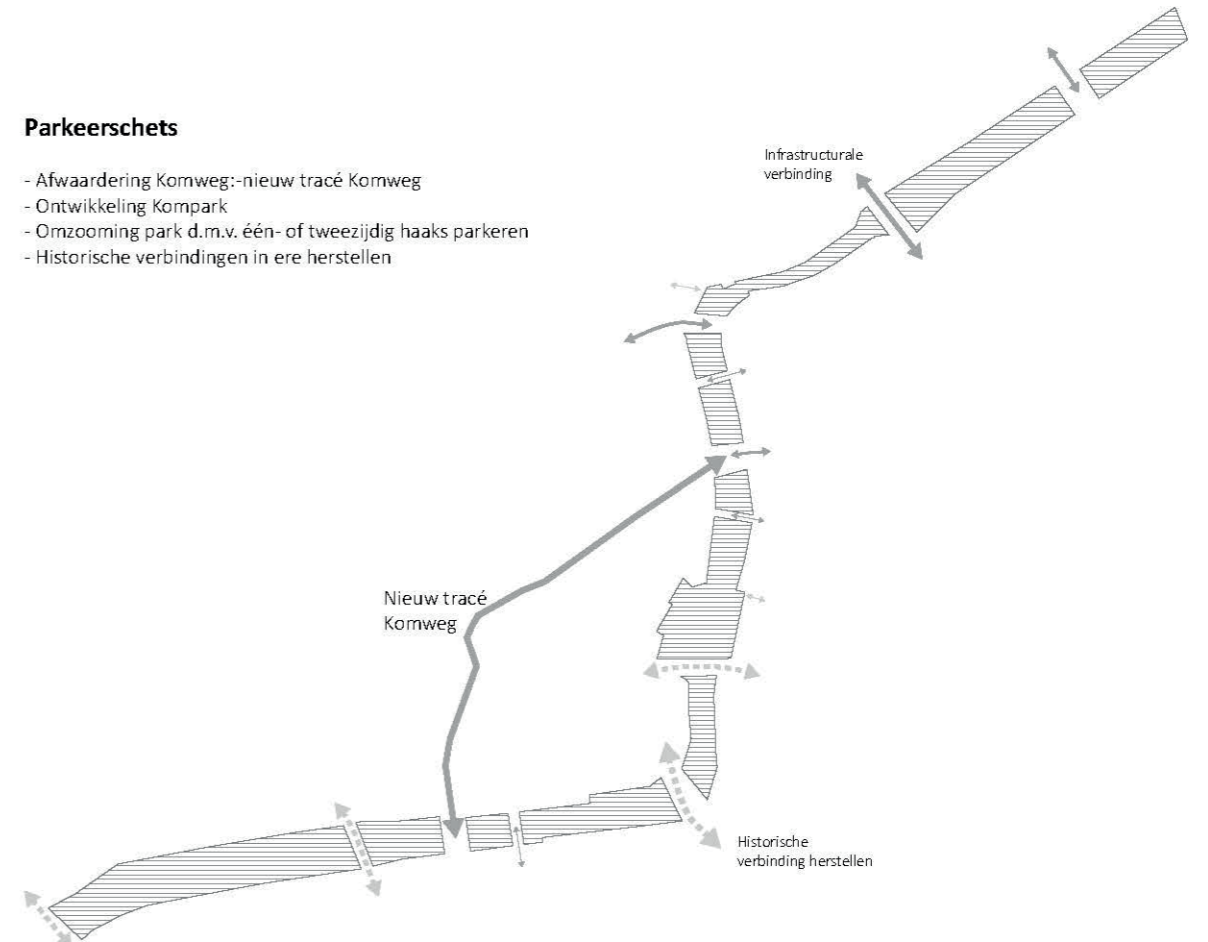 Parkeerschets
- Afwaardering Komweg:-nieuw tracé Komweg
- Ontwikkeling Kompark
- Omzooming park d.m.v. één- of tweezijdig haaks parkeren
- Historische verbindingen in ere herstellen
Infrastructurale
verbinding
Nieuw tracé
Komweg
Historische
verbinding herstellen